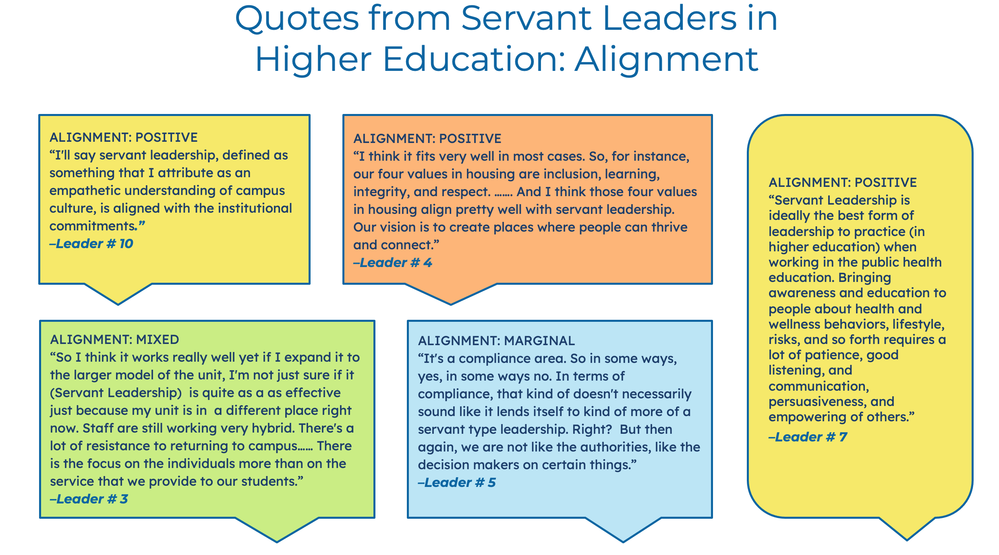 Quotes from Servant Leaders in
Higher Education: Alignment
ALIGNMENT: POSITIVE
“I'll say servant leadership, defined as
something that I attribute as an
empathetic understanding of campus
culture, is aligned with the institutional
commitments.”
–Leader # 10
ALIGNMENT: POSITIVE
“I think it fits very well in most cases. So, for instance,
our four values in housing are inclusion, learning,
integrity, and respect. ....... And I think those four values
in housing align pretty well with servant leadership.
Our vision is to create places where people can thrive
and connect.”
–Leader # 4
ALIGNMENT: MIXED
“So I think it works really well yet if I expand it to
the larger model of the unit, I'm not just sure if it
(Servant Leadership)  is quite as a as effective
just because my unit is in  a different place right
now. Staff are still working very hybrid. There's a
lot of resistance to returning to campus...... There
is the focus on the individuals more than on the
service that we provide to our students.”
–Leader # 3
ALIGNMENT: MARGINAL
“It's a compliance area. So in some ways,
yes, in some ways no. In terms of
compliance, that kind of doesn't necessarily
sound like it lends itself to kind of more of a
servant type leadership. Right?  But then
again, we are not like the authorities, like the
decision makers on certain things.”
–Leader # 5
ALIGNMENT: POSITIVE
“Servant Leadership is
ideally the best form of
leadership to practice (in
higher education) when
working in the public health
education. Bringing
awareness and education to
people about health and
wellness behaviors, lifestyle,
risks, and so forth requires a
lot of patience, good
listening, and
communication,
persuasiveness, and
empowering of others.”
–Leader # 7